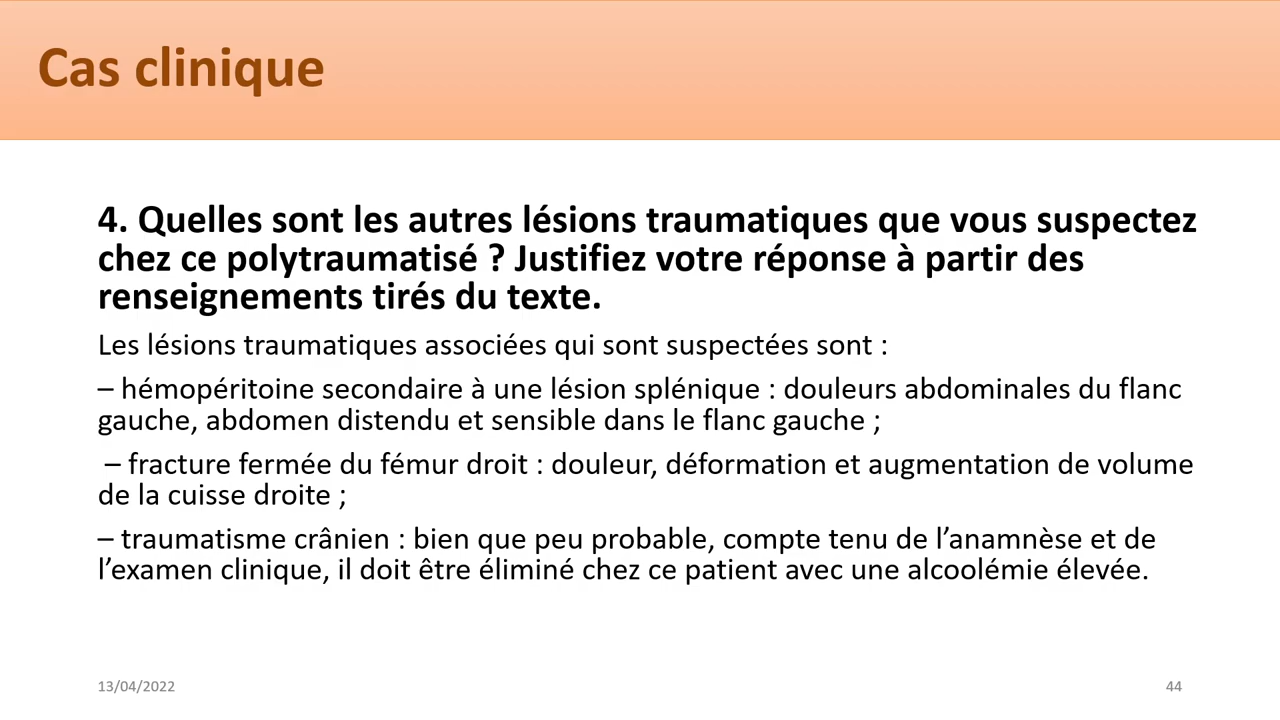 Cas clinique
4. Quelles sont les autres lésions traumatiques que vous suspectez
chez ce polytraumatisé ? Justifiez votre réponse à partir des
renseignements tirés du texte.
Les lésions traumatiques associées qui sont suspectées sont :
– hémopéritoine secondaire à une lésion splénique : douleurs abdominales du flanc
gauche, abdomen distendu et sensible dans le flanc gauche ;
– fracture fermée du fémur droit : douleur, déformation et augmentation de volume
de la cuisse droite ;
– traumatisme crânien : bien que peu probable, compte tenu de l’anamnèse et de
l’examen clinique, il doit être éliminé chez ce patient avec une alcoolémie élevée.
13/04/2022
44